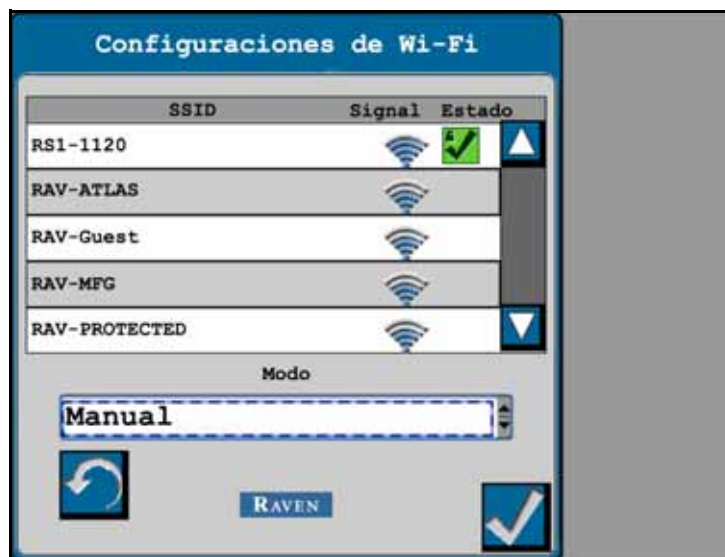 Configuraciones de Wi-Fi
SSID Signal Estado
RS1-1120
RAV-ATLAS
RAV-Guest
RAV-MFG
RAV-PROTECTED
Modo
Manual
RAVEN